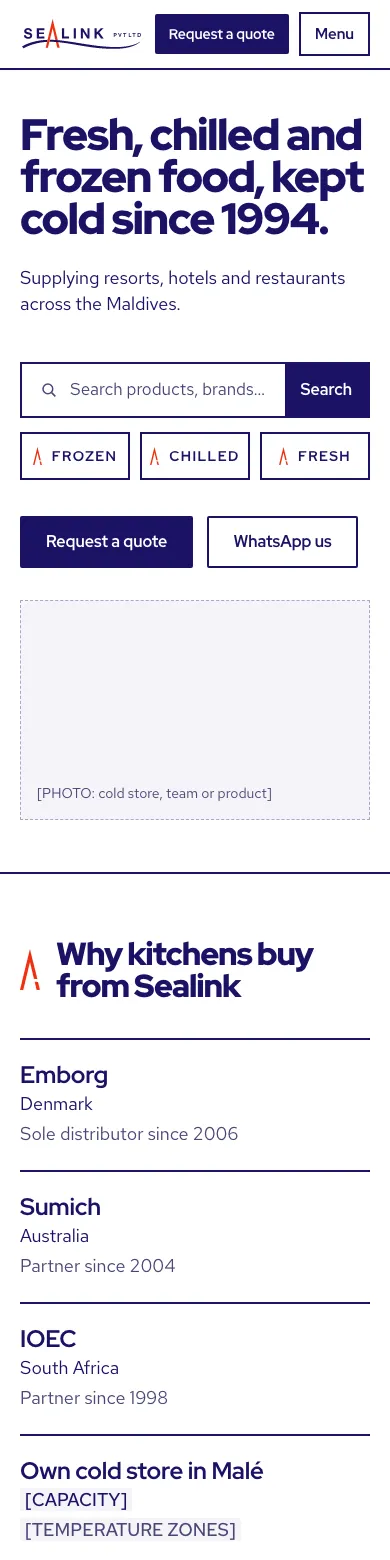 SEALINK PVT LTD
Request a quote
Menu
Fresh, chilled and
frozen food, kept
cold since 1994.
Supplying resorts, hotels and restaurants
across the Maldives.
Search products, brands...
Search
FROZEN
CHILLED
FRESH
Request a quote
WhatsApp us
[PHOTO: cold store, team or product]
Why kitchens buy
from Sealink
Emborg
Denmark
Sole distributor since 2006
Sumich
Australia
Partner since 2004
IOEC
South Africa
Partner since 1998
Own cold store in Malé
[CAPACITY]
[TEMPERATURE ZONES]